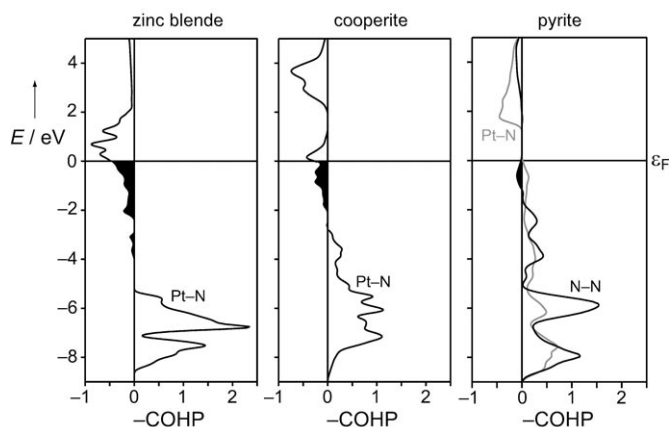 zinc blende
cooperite
pyrite
E / eV
4
2
0
−2
−4
−6
−8
Pt–N
Pt–N
Pt–N
N–N
εF
−1 0 1 2
−1 0 1 2
−1 0 1 2
−COHP
−COHP
−COHP